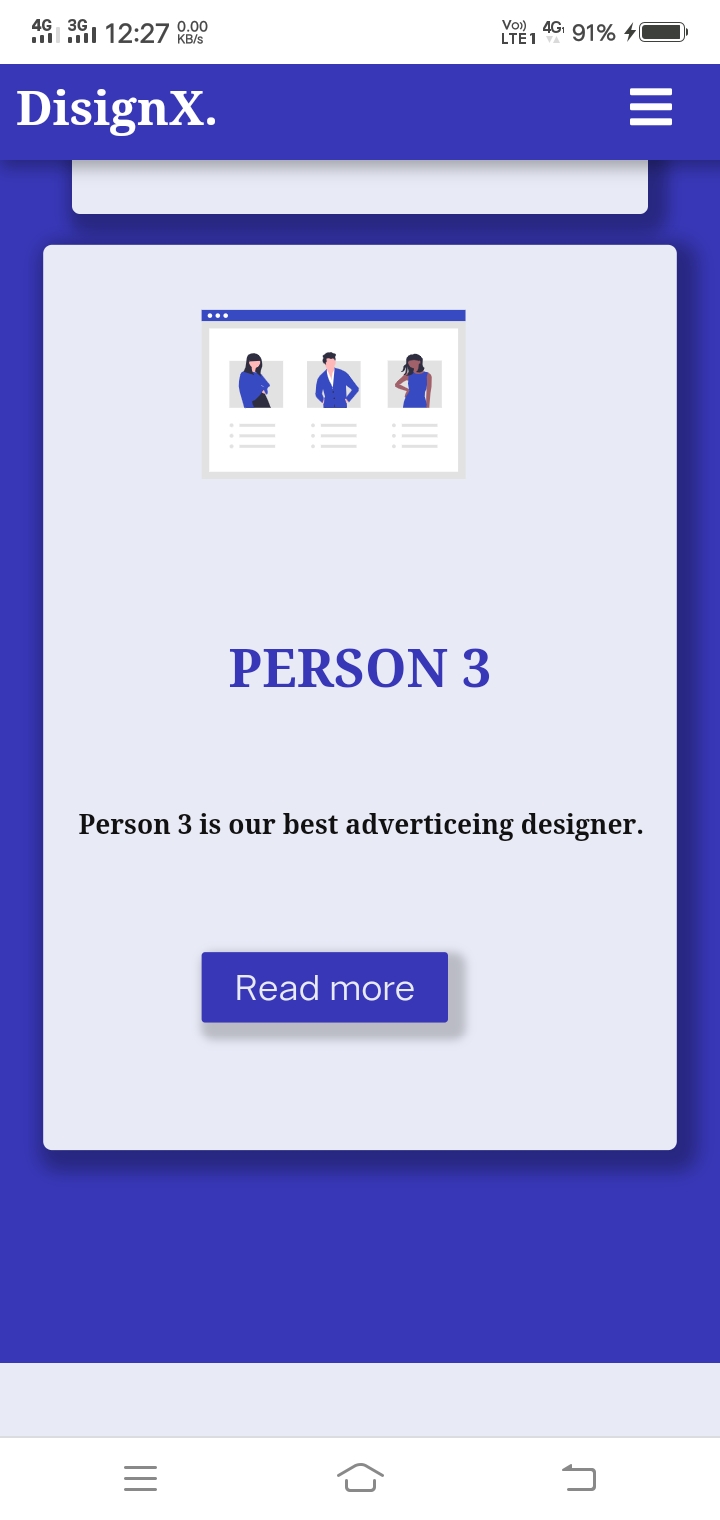 4G 3G 12:27 0.00 KB/s Vo)) LTE1 4G 91%
DisignX.
PERSON 3
Person 3 is our best adverticeing designer.
Read more